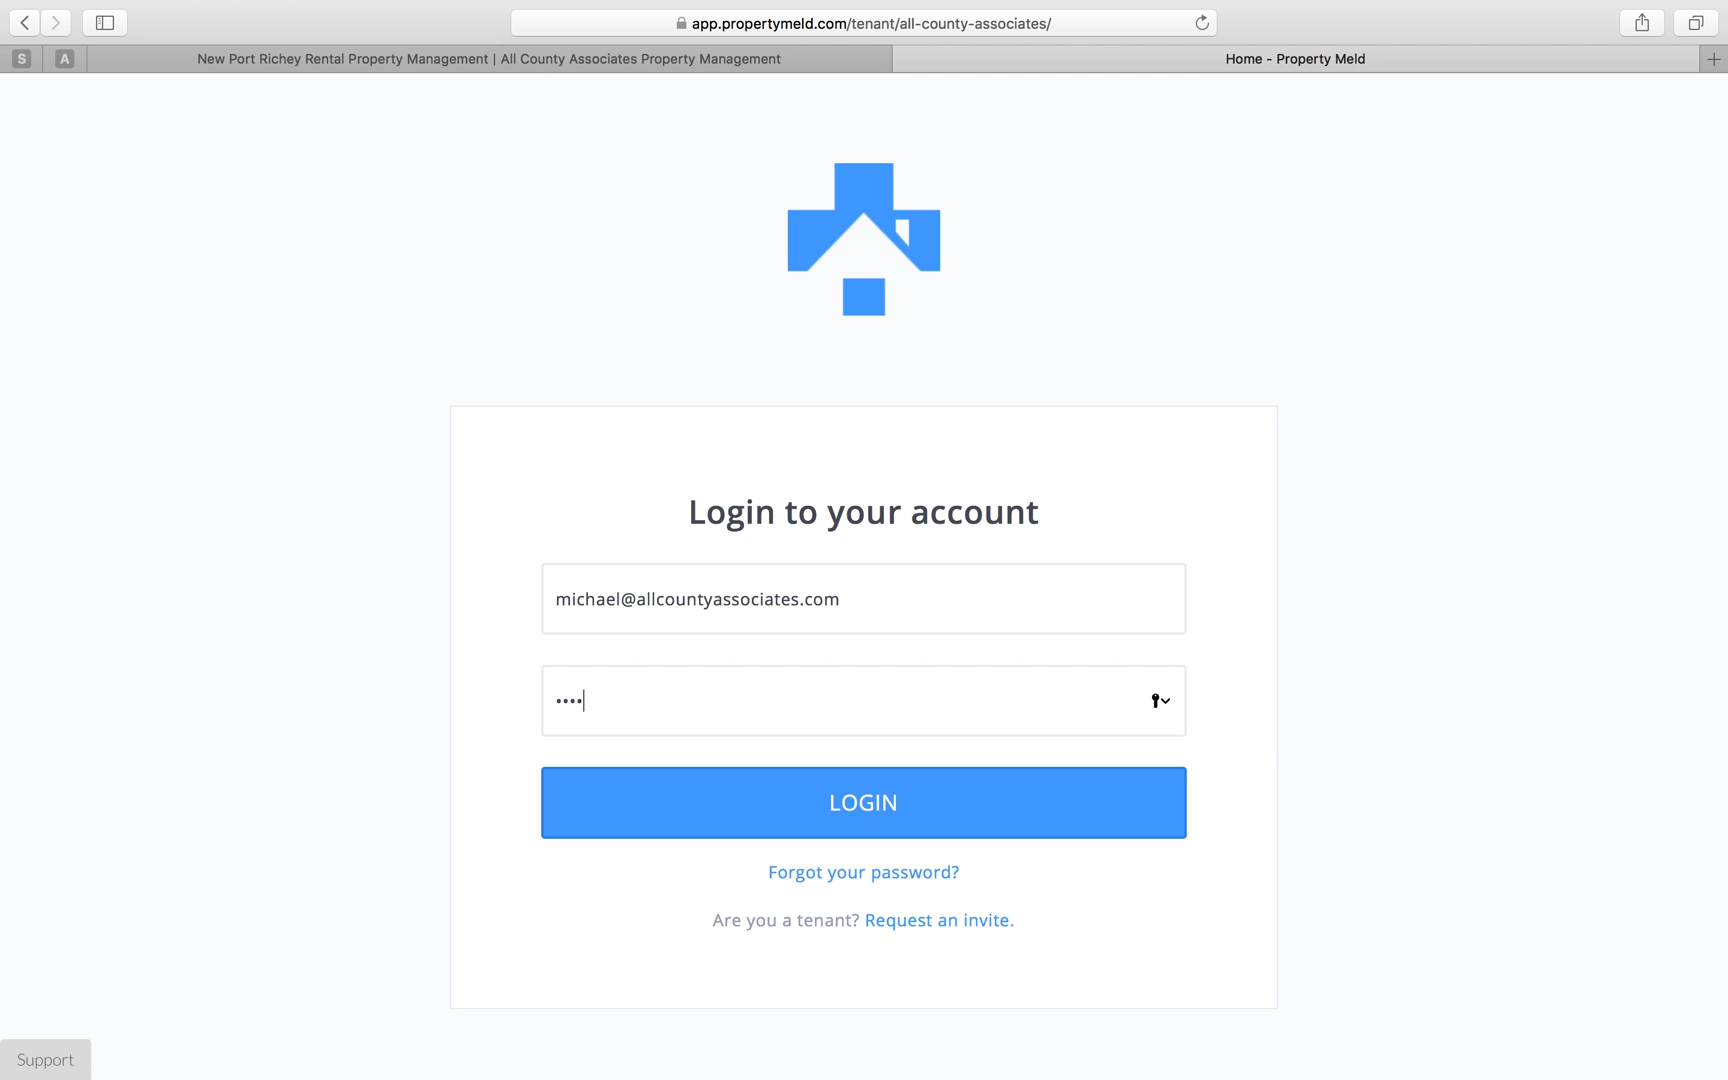 app.propertymeld.com/tenant/all-county-associates/
S
A
New Port Richey Rental Property Management | All County Associates Property Management
Home - Property Meld
Login to your account
michael@allcountyassociates.com
••••
LOGIN
Forgot your password?
Are you a tenant? Request an invite.
Support